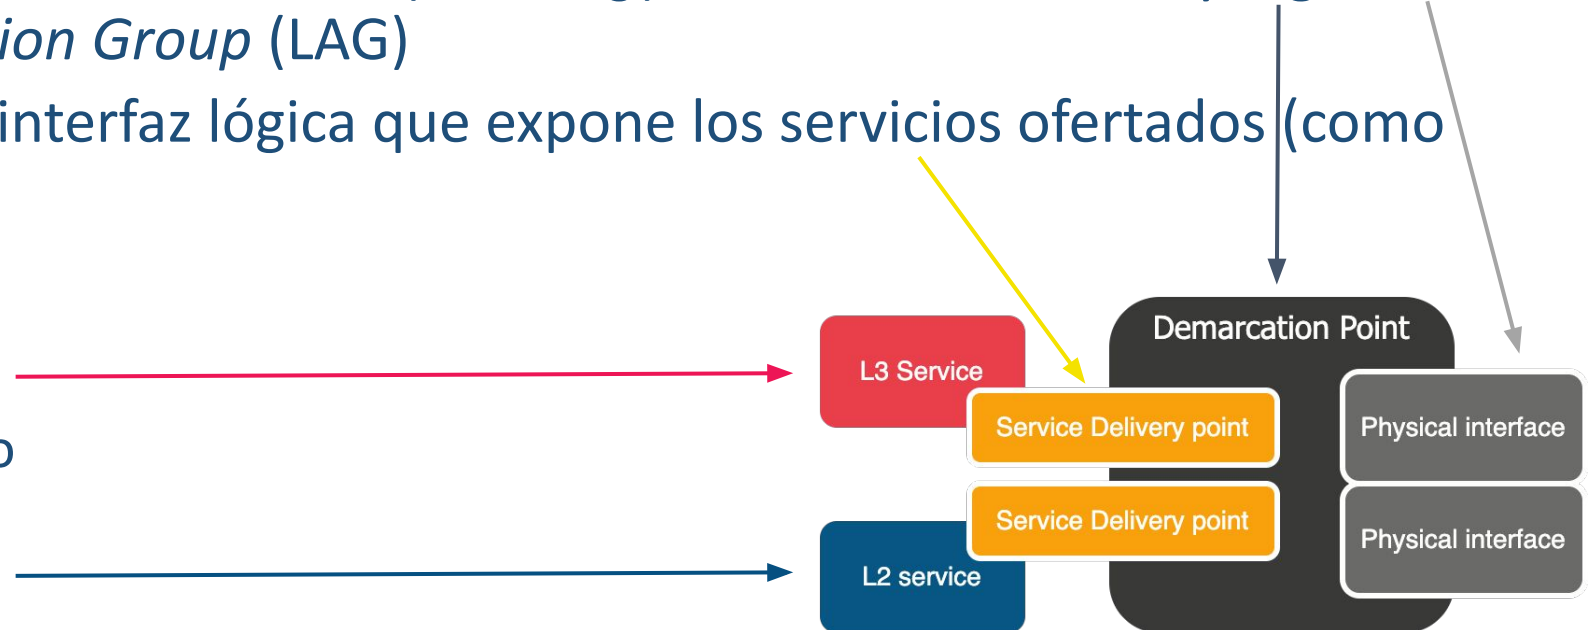 ion Group (LAG)
interfaz lógica que expone los servicios ofertados (como
Demarcation Point
L3 Service
Service Delivery point
Physical interface
o
Service Delivery point
Physical interface
L2 service